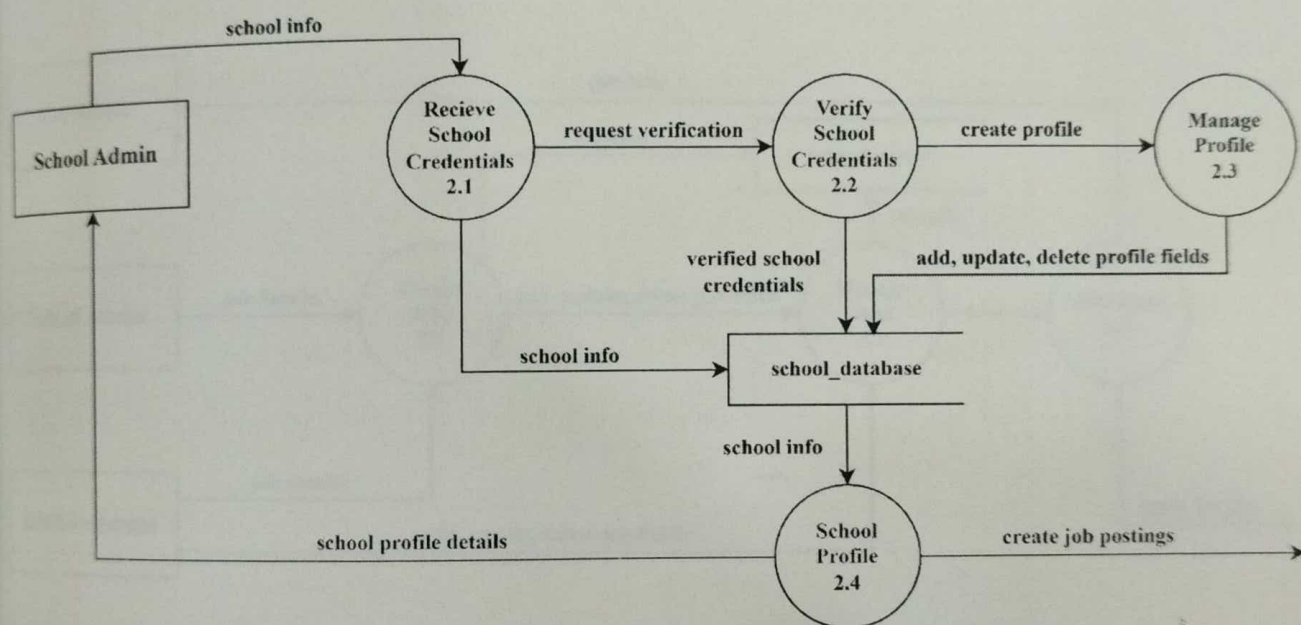 school info
School Admin
Recieve
School
Credentials
2.1
request verification
Verify
School
Credentials
2.2
create profile
Manage
Profile
2.3
verified school
credentials
add, update, delete profile fields
school info
school_database
school info
school profile details
School
Profile
2.4
create job postings